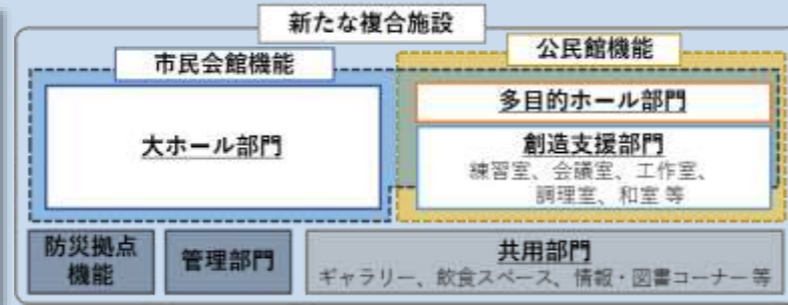 新たな複合施設
市民会館機能
公民館機能
大ホール部門
多目的ホール部門
創造支援部門
練習室、会議室、工作室、
調理室、和室 等
防災拠点
機能
管理部門
共用部門
ギャラリー、飲食スペース、情報・図書コーナー 等